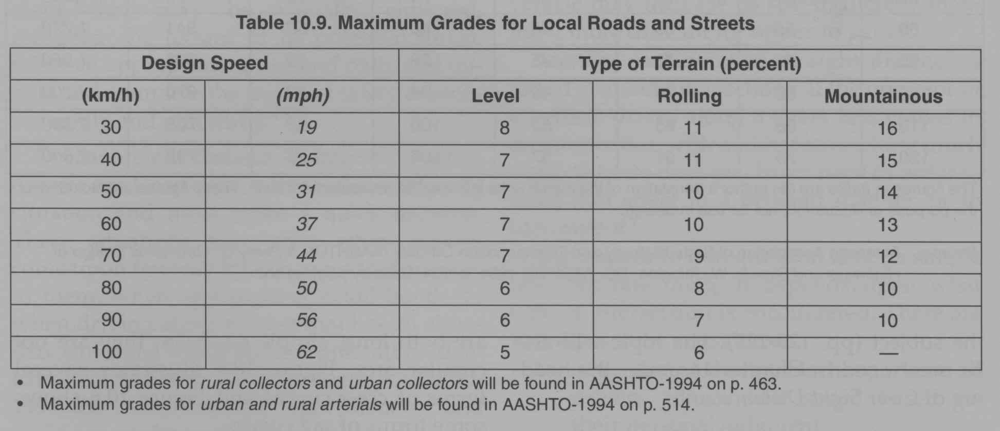 Table 10.9. Maximum Grades for Local Roads and Streets
Design Speed Type of Terrain (percent)
(km/h) (mph) Level Rolling Mountainous
30 19 8 11 16
40 25 7 11 15
50 31 7 10 14
60 37 7 10 13
70 44 7 9 12
80 50 6 8 10
90 56 6 7 10
100 62 5 6 —
• Maximum grades for rural collectors and urban collectors will be found in AASHTO-1994 on p. 463.
• Maximum grades for urban and rural arterials will be found in AASHTO-1994 on p. 514.